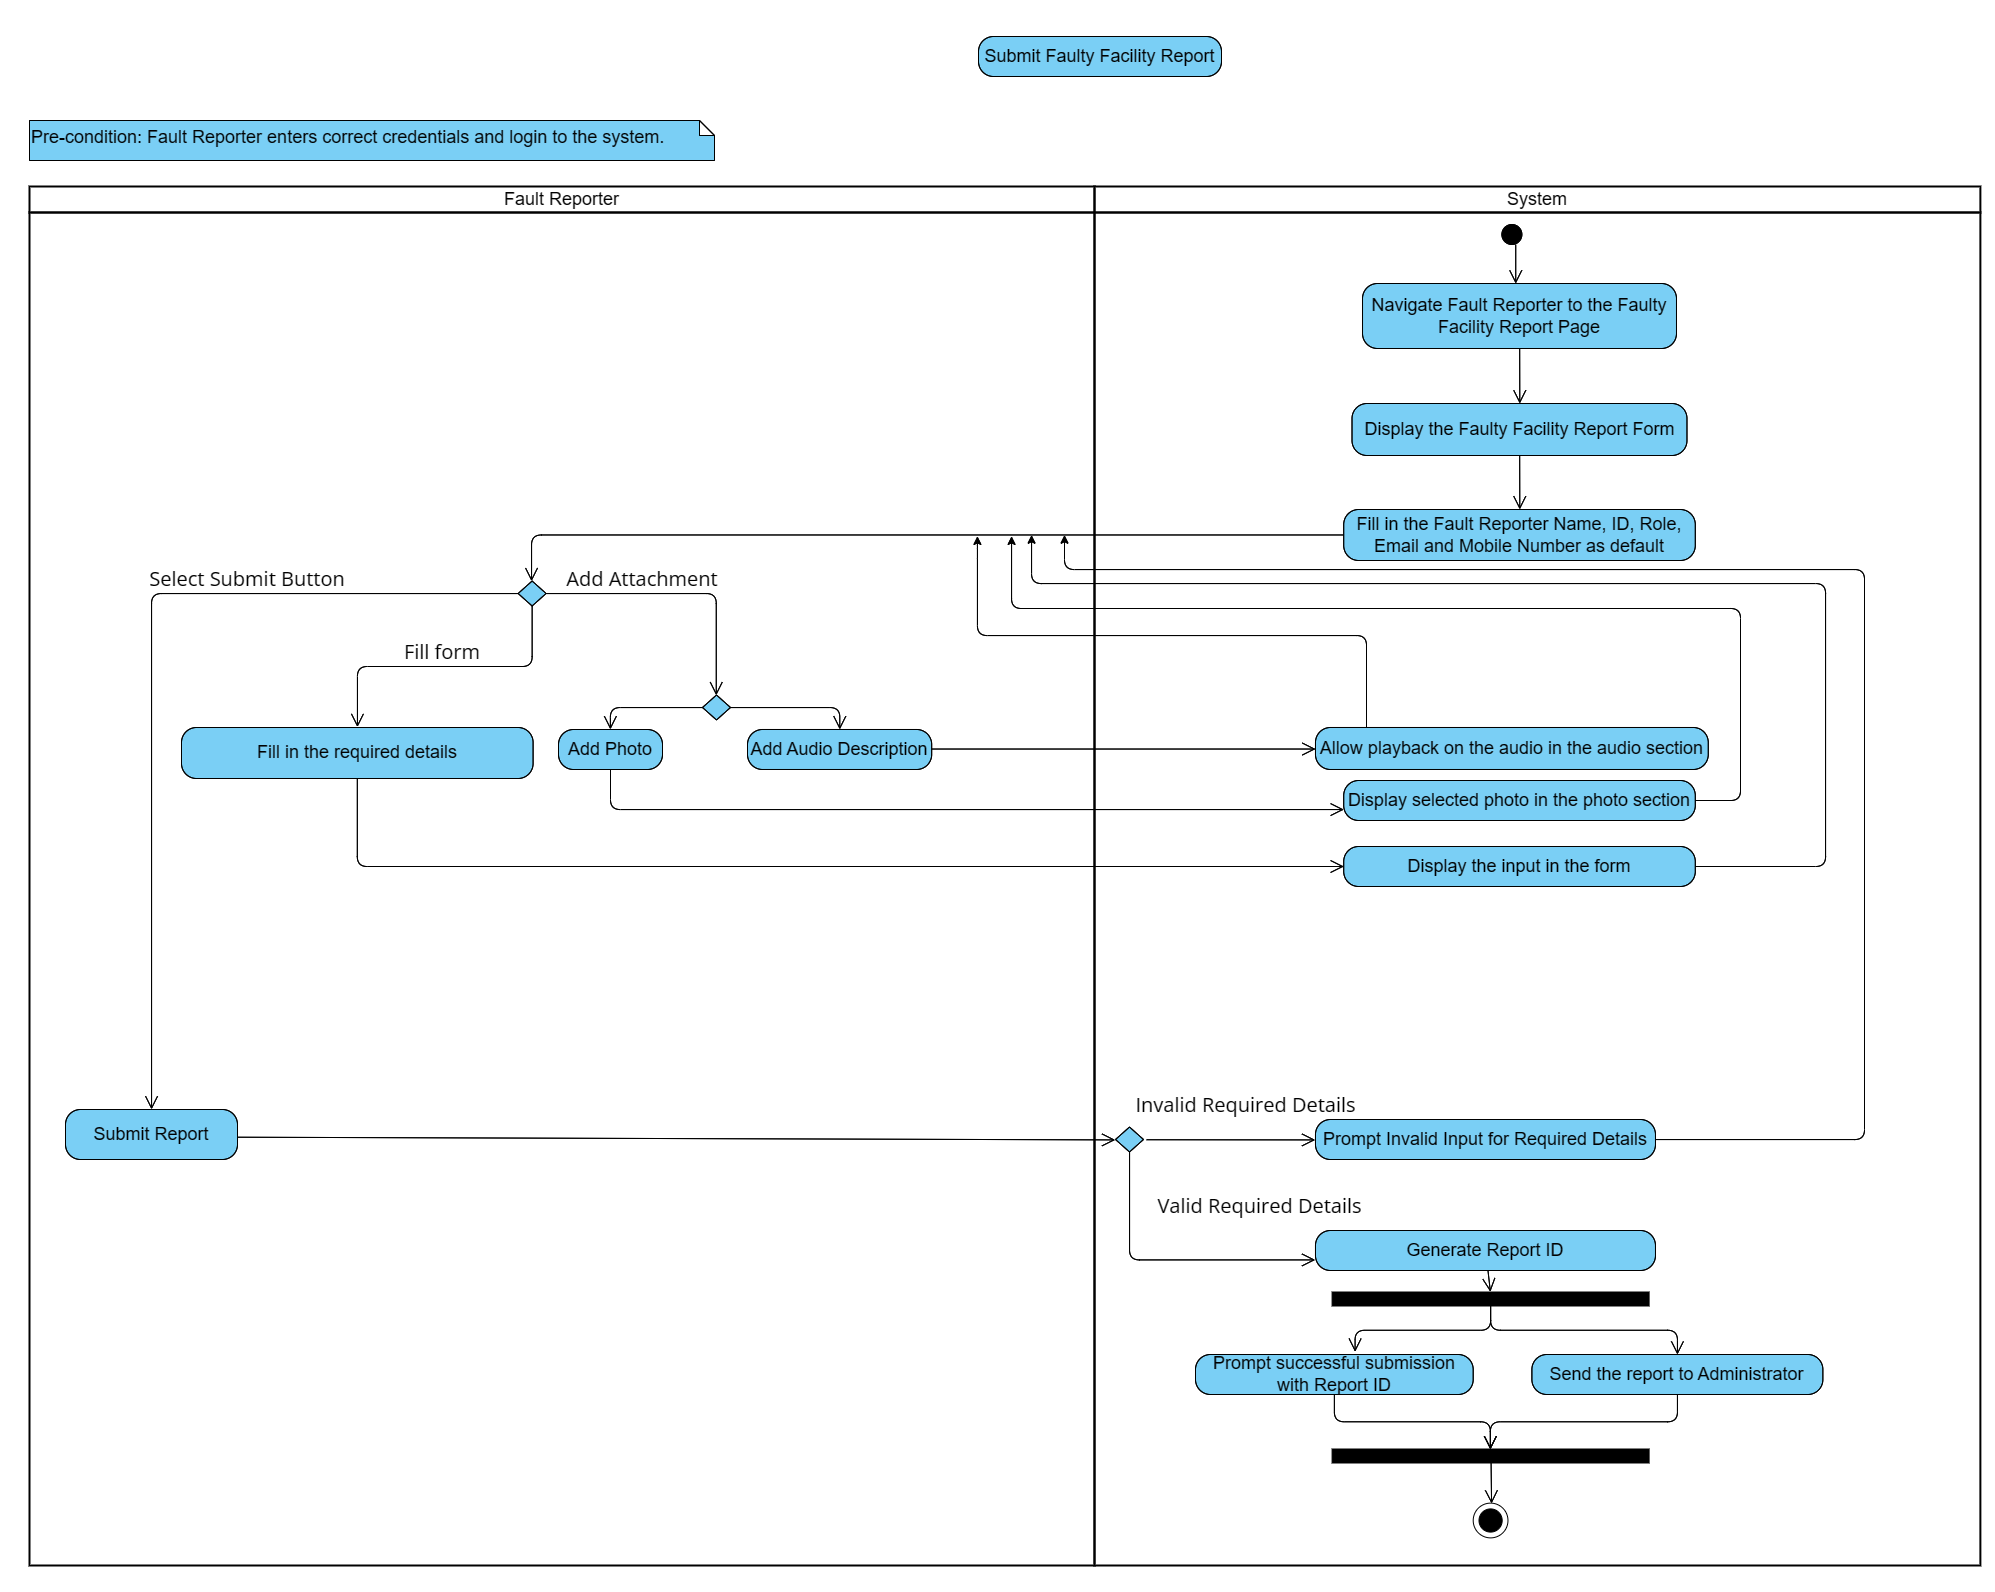 Submit Faulty Facility Report
Pre-condition: Fault Reporter enters correct credentials and login to the system.
Fault Reporter
System
Navigate Fault Reporter to the Faulty
Facility Report Page
Display the Faulty Facility Report Form
Fill in the Fault Reporter Name, ID, Role,
Email and Mobile Number as default
Select Submit Button
Add Attachment
Fill form
Fill in the required details
Add Photo
Add Audio Description
Allow playback on the audio in the audio section
Display selected photo in the photo section
Display the input in the form
Invalid Required Details
Submit Report
Prompt Invalid Input for Required Details
Valid Required Details
Generate Report ID
Prompt successful submission
with Report ID
Send the report to Administrator